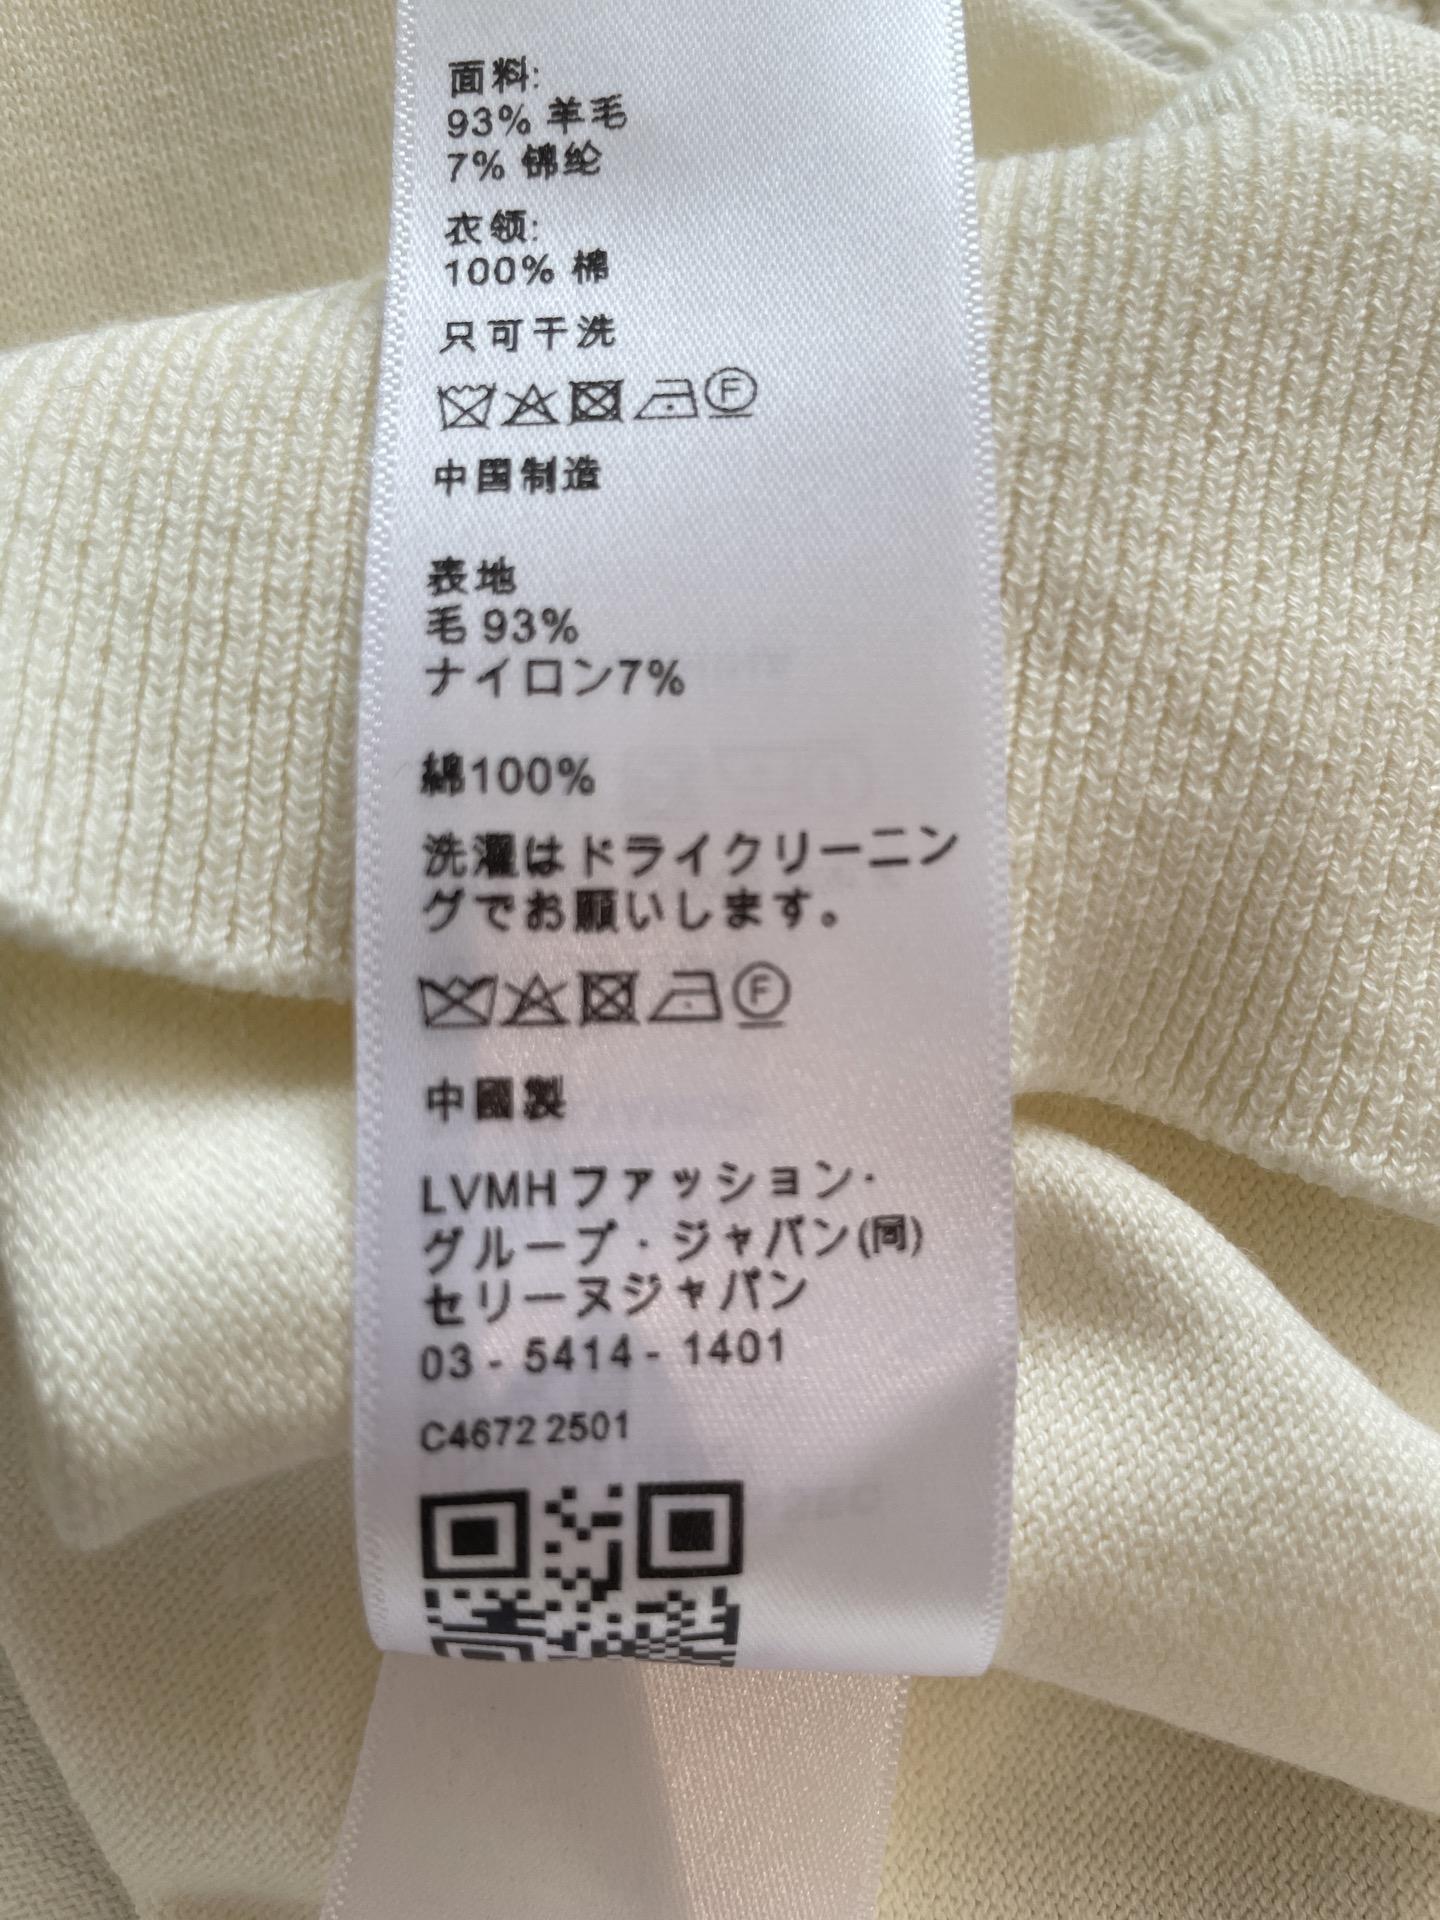 面料:
93% 羊毛
7% 锦纶
衣领:
100% 棉
只可干洗
F
中国制造
表地
毛 93%
ナイロン7%
綿100%
洗濯はドライクリーニン
グでお願いします。
F
中國製
LVMH ファッション・
グループ・ジャパン(同)
セリーヌジャパン
03 - 5414 - 1401
C4672 2501